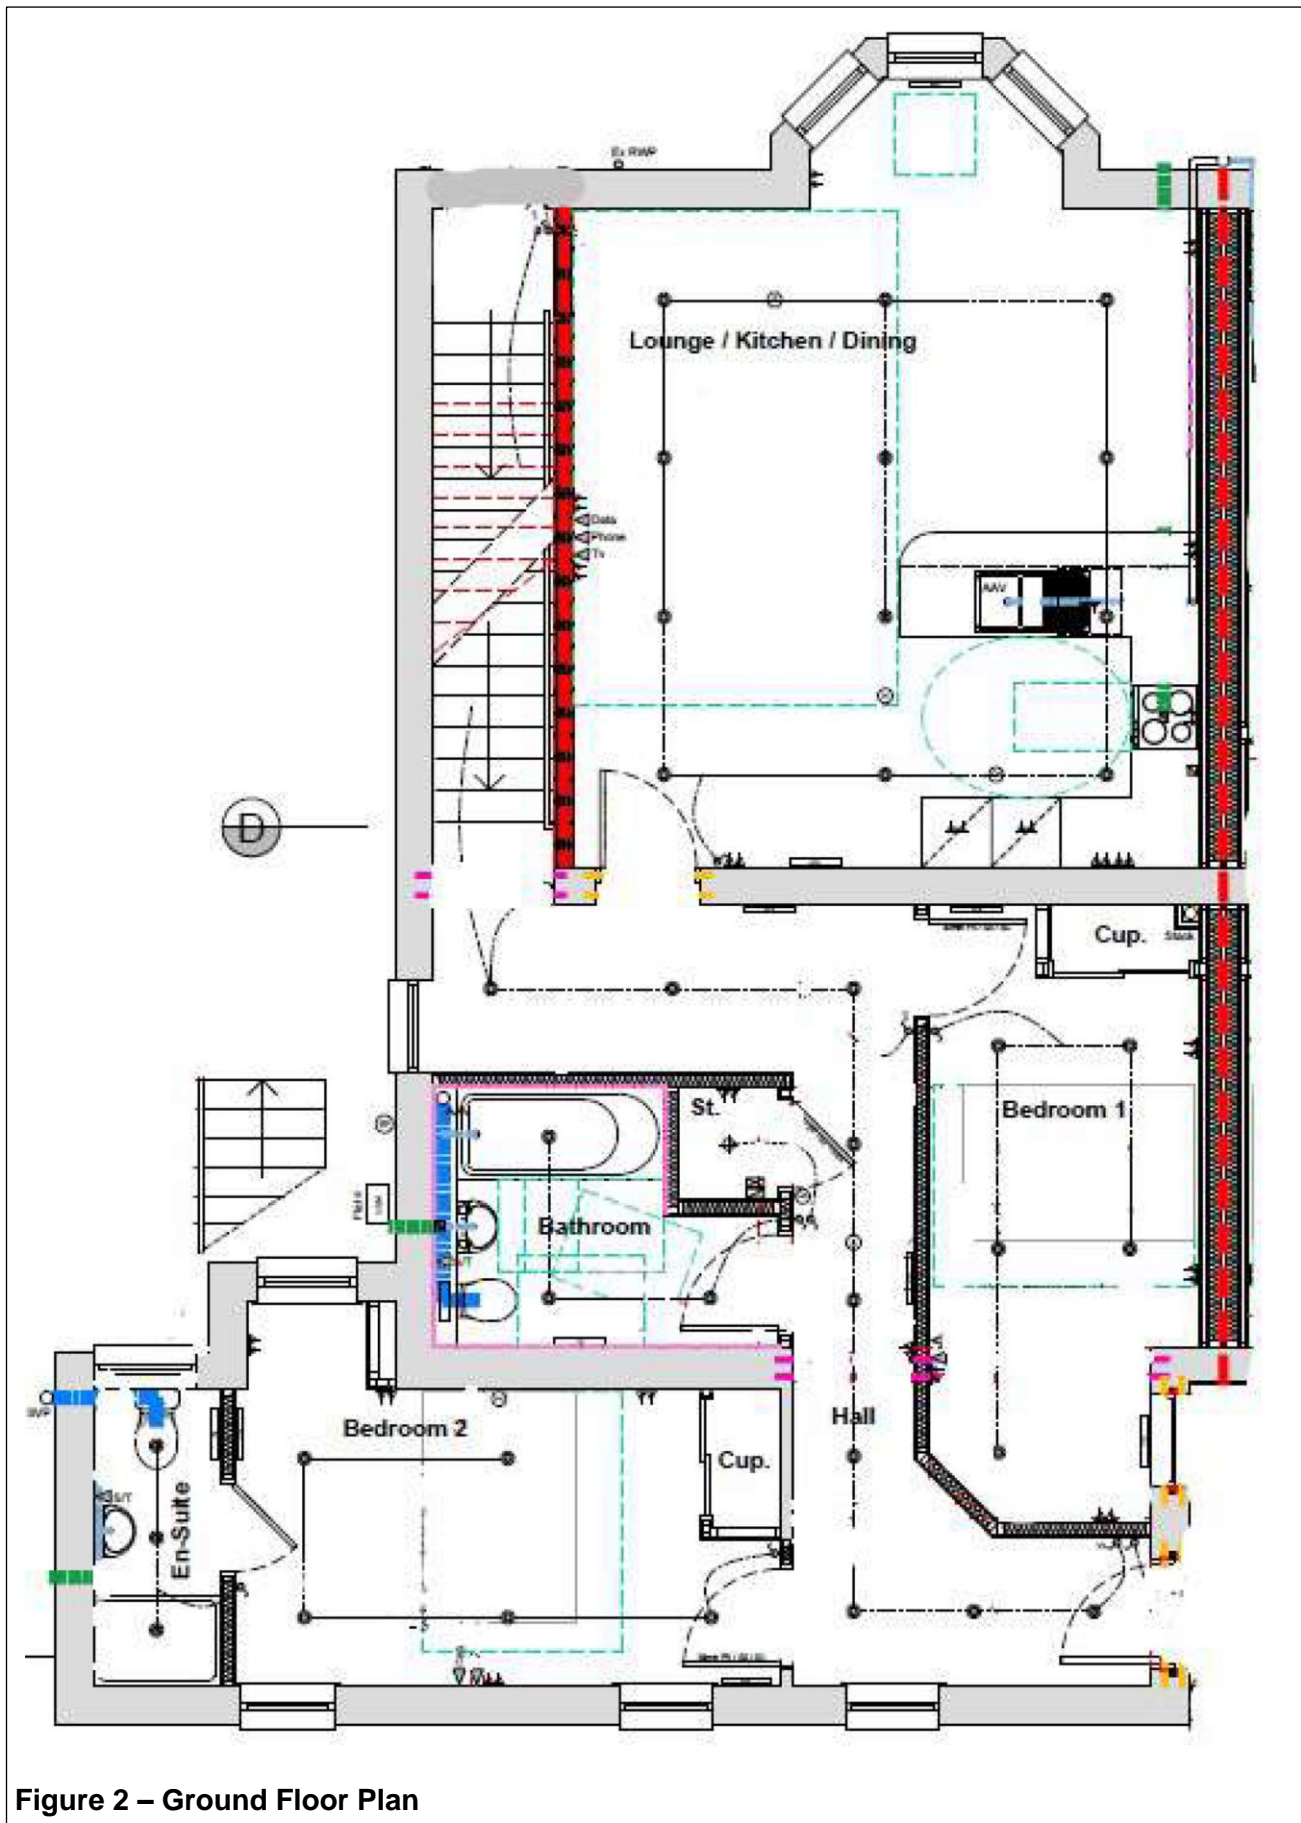 Ex RWP
Lounge / Kitchen / Dining
Data
Phone
Tv
AAV
D
Cup.
Stack
St.
Bedroom 1
Bathroom
S/T
Bedroom 2
Hall
Cup.
SVP
S/T
En-Suite
Figure 2 – Ground Floor Plan